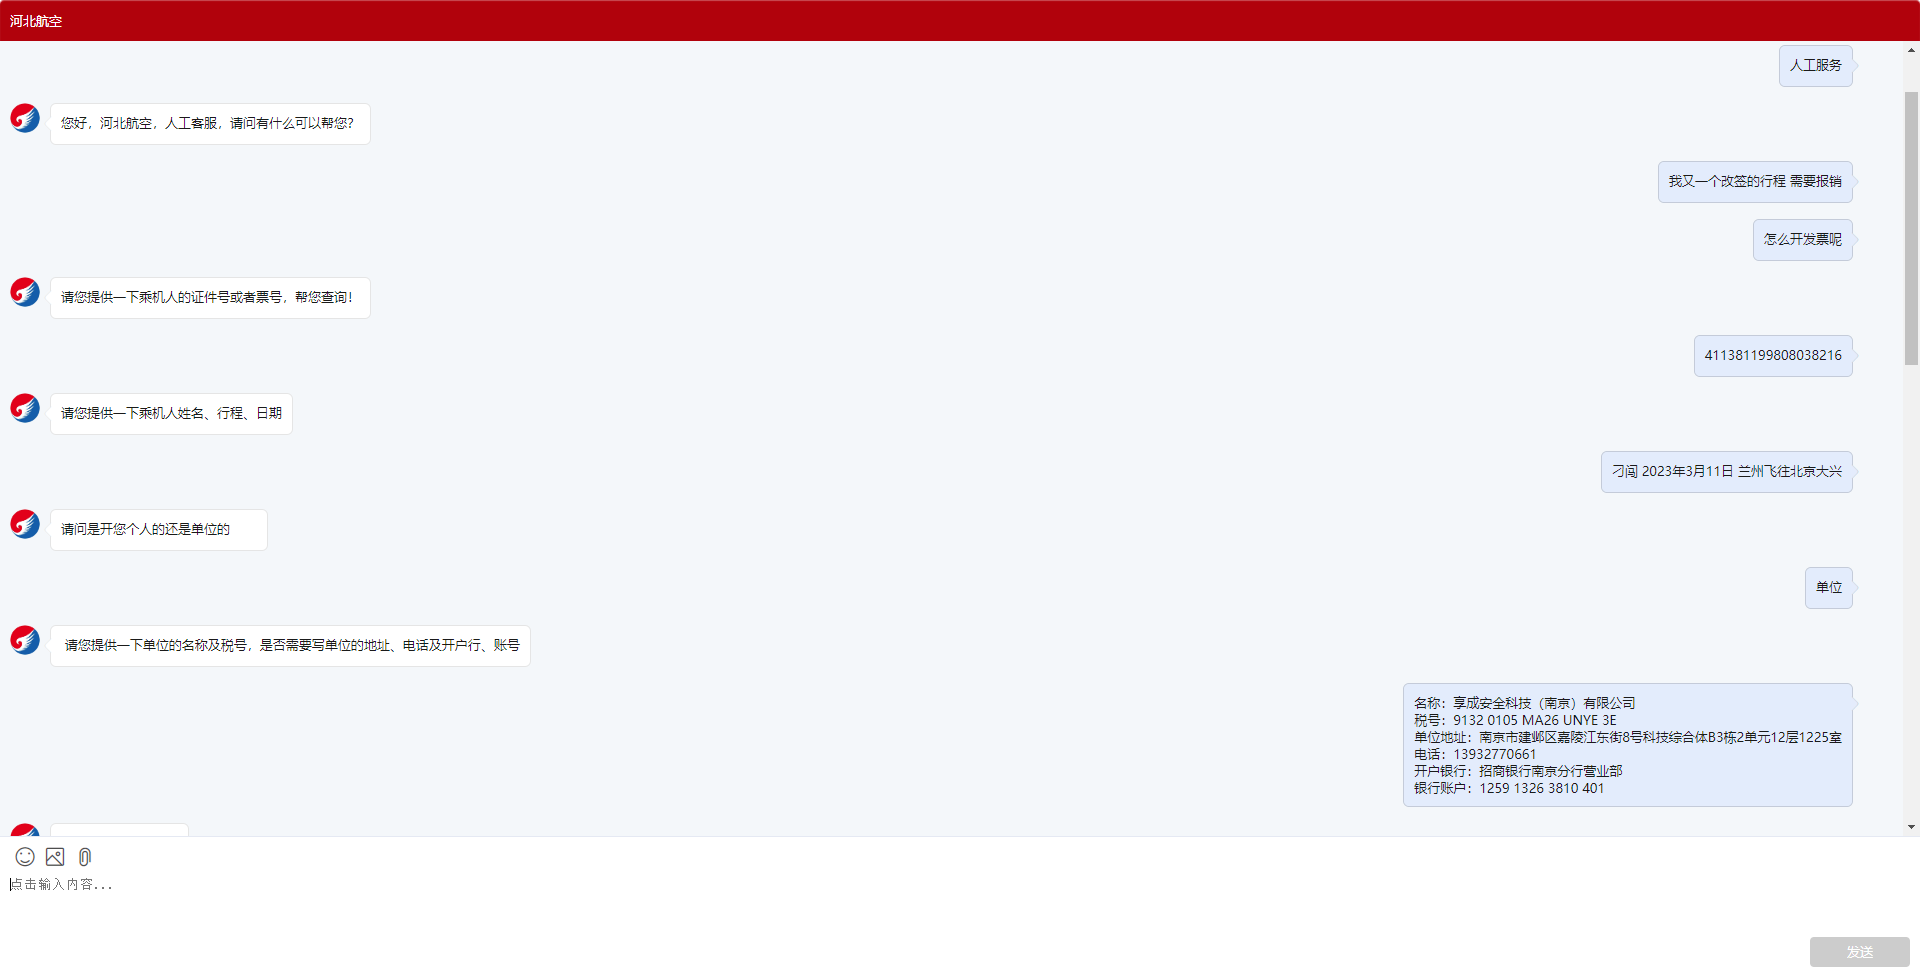 河北航空
人工服务
您好，河北航空，人工客服，请问有什么可以帮您？
我又一个改签的行程 需要报销
怎么开发票呢
请您提供一下乘机人的证件号或者票号，帮您查询！
411381199808038216
请您提供一下乘机人姓名、行程、日期
刁闯 2023年3月11日 兰州飞往北京大兴
请问是开您个人的还是单位的
单位
请您提供一下单位的名称及税号，是否需要写单位的地址、电话及开户行、账号
名称：享成安全科技（南京）有限公司
税号：9132 0105 MA26 UNYE 3E
单位地址：南京市建邺区嘉陵江东街8号科技综合体B3栋2单元12层1225室
电话：13932770661
开户银行：招商银行南京分行营业部
银行账户：1259 1326 3810 401
点击输入内容...
发送